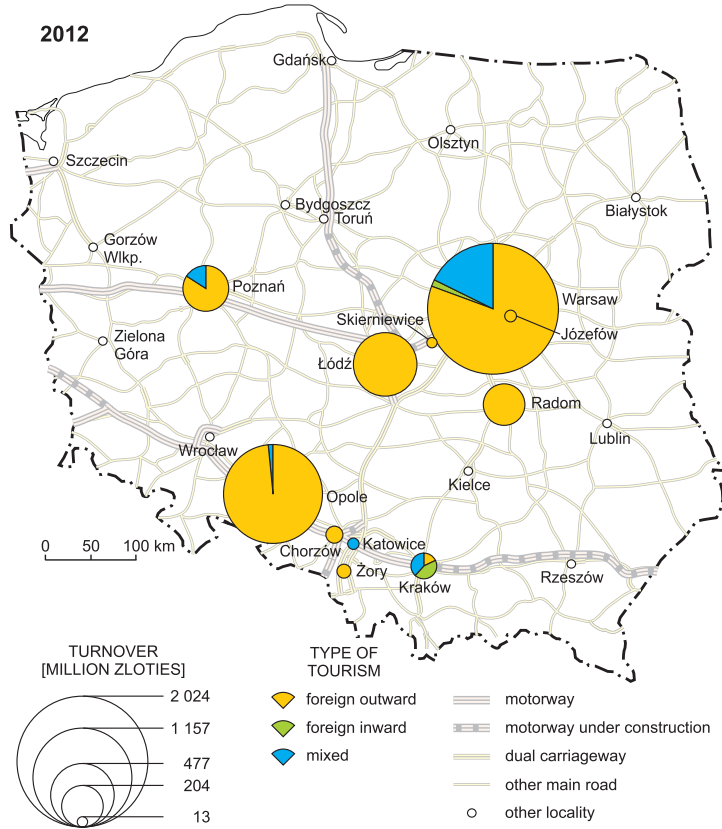 2012
Gdańsk
Olsztyn
Szczecin
Bydgoszcz
Toruń
Białystok
Gorzów
Wlkp.
Poznań
Warsaw
Skierniewice
Józefów
Zielona
Góra
Łódź
Radom
Lublin
Wrocław
Kielce
Opole
0 50 100 km
Chorzów
Katowice
Żory
Kraków
Rzeszów
TURNOVER
[MILLION ZLOTIES]
2 024
1 157
477
204
13
TYPE OF
TOURISM
foreign outward
foreign inward
mixed
motorway
motorway under construction
dual carriageway
other main road
other locality